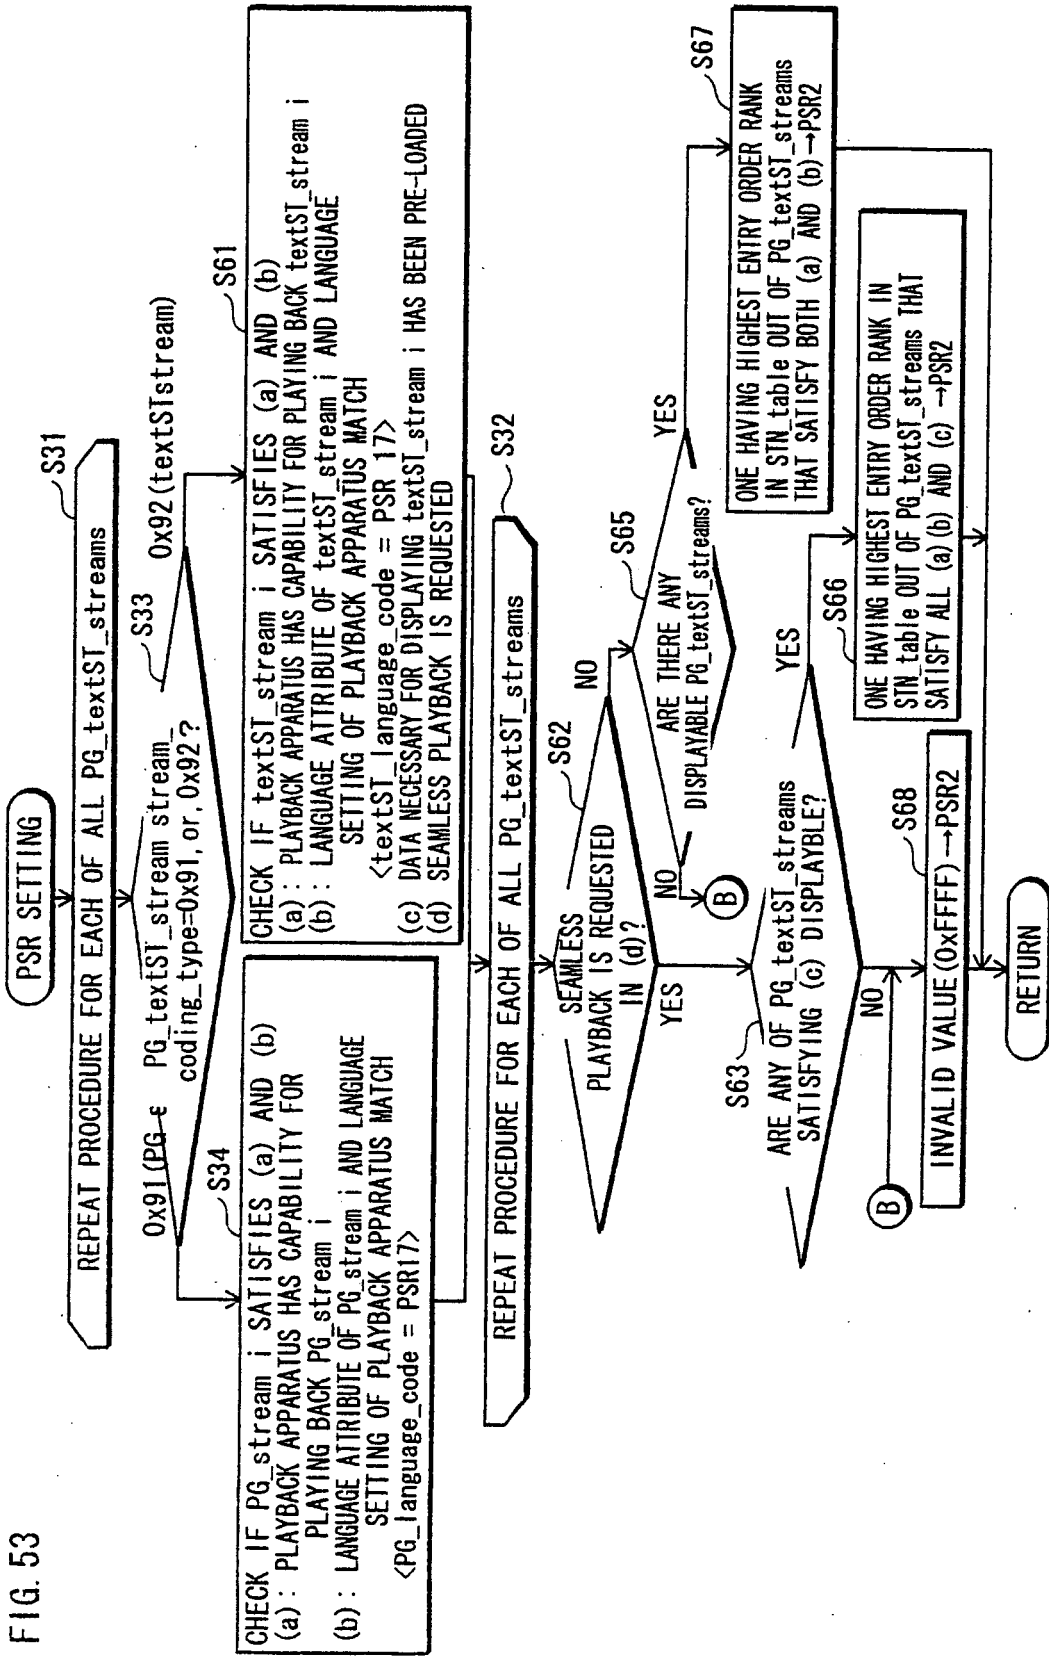 FIG. 53
PSR SETTING
S31
REPEAT PROCEDURE FOR EACH OF ALL PG_textST_streams
S33
PG_textST_stream stream_
coding_type=0x91, or, 0x92?
0x91(PG
0x92(textSTstream)
S34
CHECK IF PG_stream i SATISFIES (a) AND (b)
(a): PLAYBACK APPARATUS HAS CAPABILITY FOR
PLAYING BACK PG_stream i
(b): LANGUAGE ATTRIBUTE OF PG_stream i AND LANGUAGE
SETTING OF PLAYBACK APPARATUS MATCH
<PG_language_code = PSR17>
S61
CHECK IF textST_stream i SATISFIES (a) AND (b)
(a): PLAYBACK APPARATUS HAS CAPABILITY FOR PLAYING BACK textST_stream i
(b): LANGUAGE ATTRIBUTE OF textST_stream i AND LANGUAGE
SETTING OF PLAYBACK APPARATUS MATCH
<textST_language_code = PSR 17>
(c) DATA NECESSARY FOR DISPLAYING textST_stream i HAS BEEN PRE-LOADED
(d) SEAMLESS PLAYBACK IS REQUESTED
S32
REPEAT PROCEDURE FOR EACH OF ALL PG_textST_streams
S62
SEAMLESS
PLAYBACK IS REQUESTED
IN (d)?
NO
YES
S65
ARE THERE ANY
DISPLAYABLE PG_textST_streams?
YES
NO
B
S67
ONE HAVING HIGHEST ENTRY ORDER RANK
IN STN_table OUT OF PG_textST_streams
THAT SATISFY BOTH (a) AND (b)→PSR2
S63
ARE ANY OF PG_textST_streams
SATISFYING (c) DISPLAYBLE?
YES
NO
S66
ONE HAVING HIGHEST ENTRY ORDER RANK IN
STN_table OUT OF PG_textST_streams THAT
SATISFY ALL (a)(b) AND (c) →PSR2
B
S68
INVALID VALUE(0xFFFF)→PSR2
RETURN